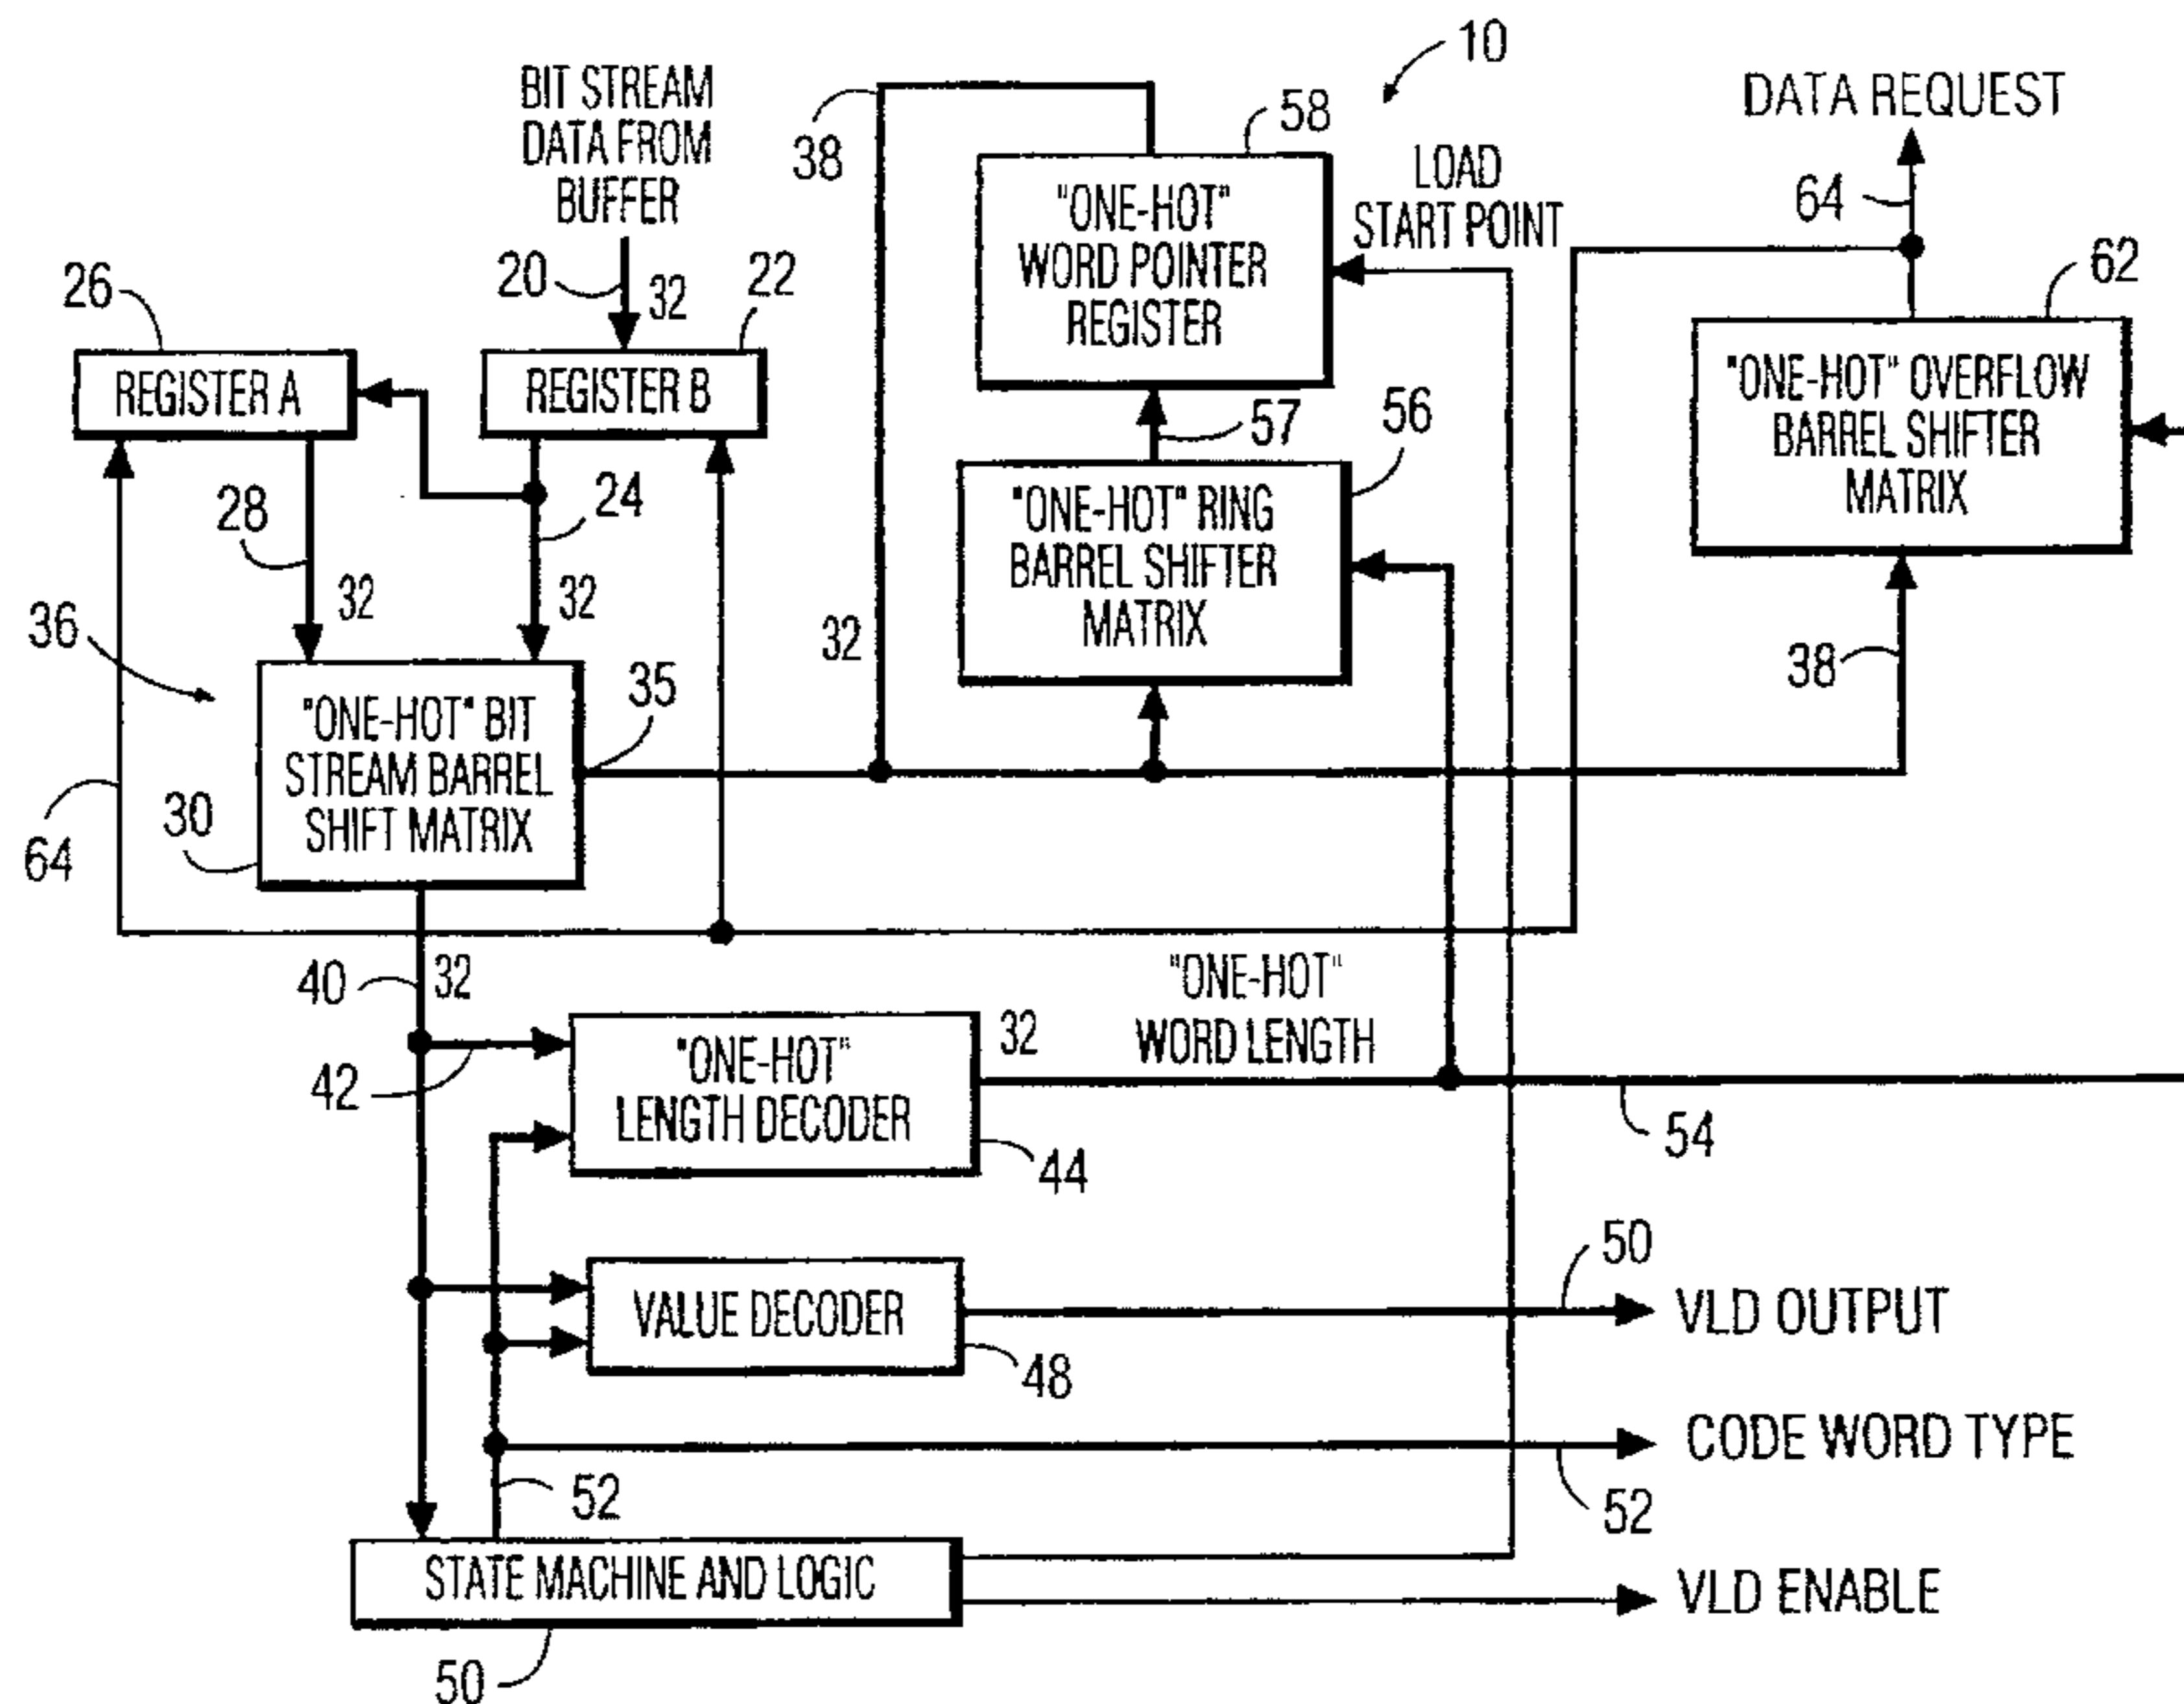 10
BIT STREAM
DATA FROM
BUFFER
20
32
26
22
REGISTER A
REGISTER B
28
24
32
32
36
"ONE-HOT" BIT
STREAM BARREL
SHIFT MATRIX
35
30
64
38
32
58
"ONE-HOT"
WORD POINTER
REGISTER
LOAD
START POINT
57
56
"ONE-HOT" RING
BARREL SHIFTER
MATRIX
DATA REQUEST
64
62
"ONE-HOT" OVERFLOW
BARREL SHIFTER
MATRIX
38
40
32
42
"ONE-HOT"
LENGTH DECODER
44
32
"ONE-HOT"
WORD LENGTH
54
VALUE DECODER
48
50
VLD OUTPUT
CODE WORD TYPE
52
52
STATE MACHINE AND LOGIC
50
VLD ENABLE